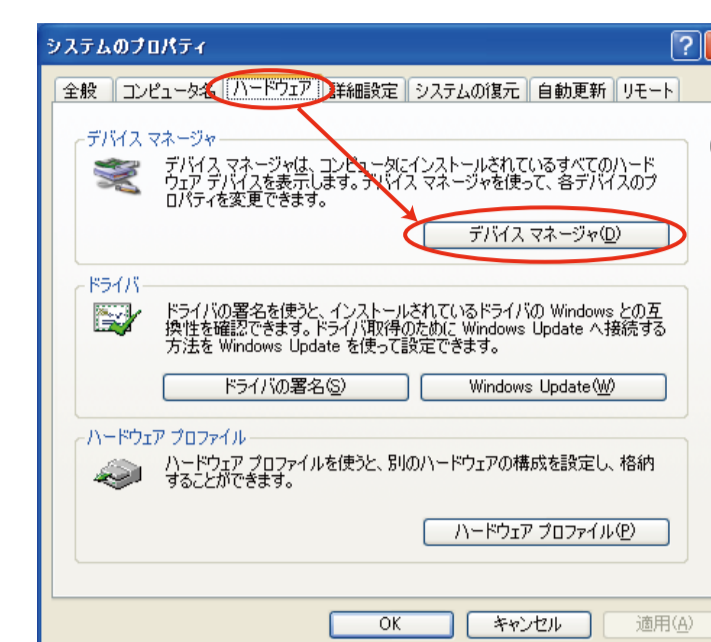 システムのプロパティ
?
全般 コンピュータ名 ハードウェア 詳細設定 システムの復元 自動更新 リモート
デバイス マネージャ
デバイス マネージャは、コンピュータにインストールされているすべてのハード
ウェア デバイスを表示します。デバイス マネージャを使って、各デバイスのプ
ロパティを変更できます。
デバイス マネージャ(D)
ドライバ
ドライバの署名を使うと、インストールされているドライバの Windows との互
換性を確認できます。ドライバ取得のために Windows Update へ接続する
方法を Windows Update を使って設定できます。
ドライバの署名(S) Windows Update(W)
ハードウェア プロファイル
ハードウェア プロファイルを使うと、別のハードウェアの構成を設定し、格納
することができます。
ハードウェア プロファイル(P)
OK キャンセル 適用(A)